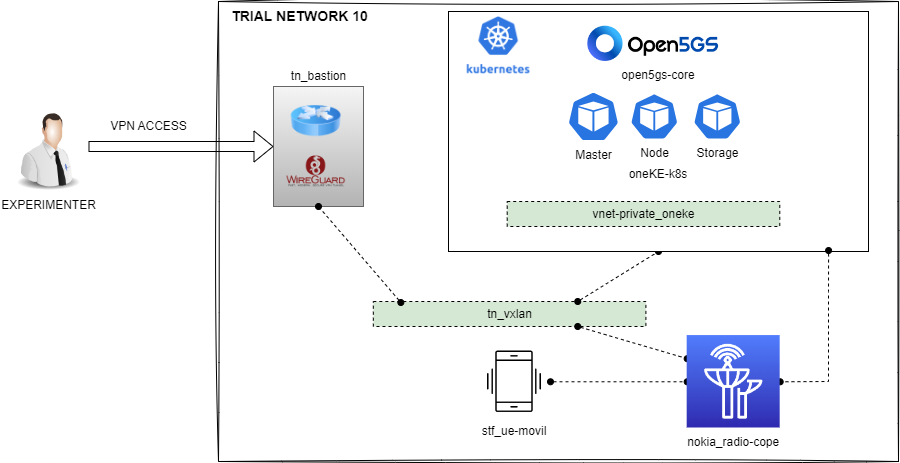 TRIAL NETWORK 10
kubernetes
Open5GS
open5gs-core
tn_bastion
VPN ACCESS
WIREGUARD
Master
Node
Storage
oneKE-k8s
EXPERIMENTER
vnet-private_oneke
tn_vxlan
stf_ue-movil
nokia_radio-cope